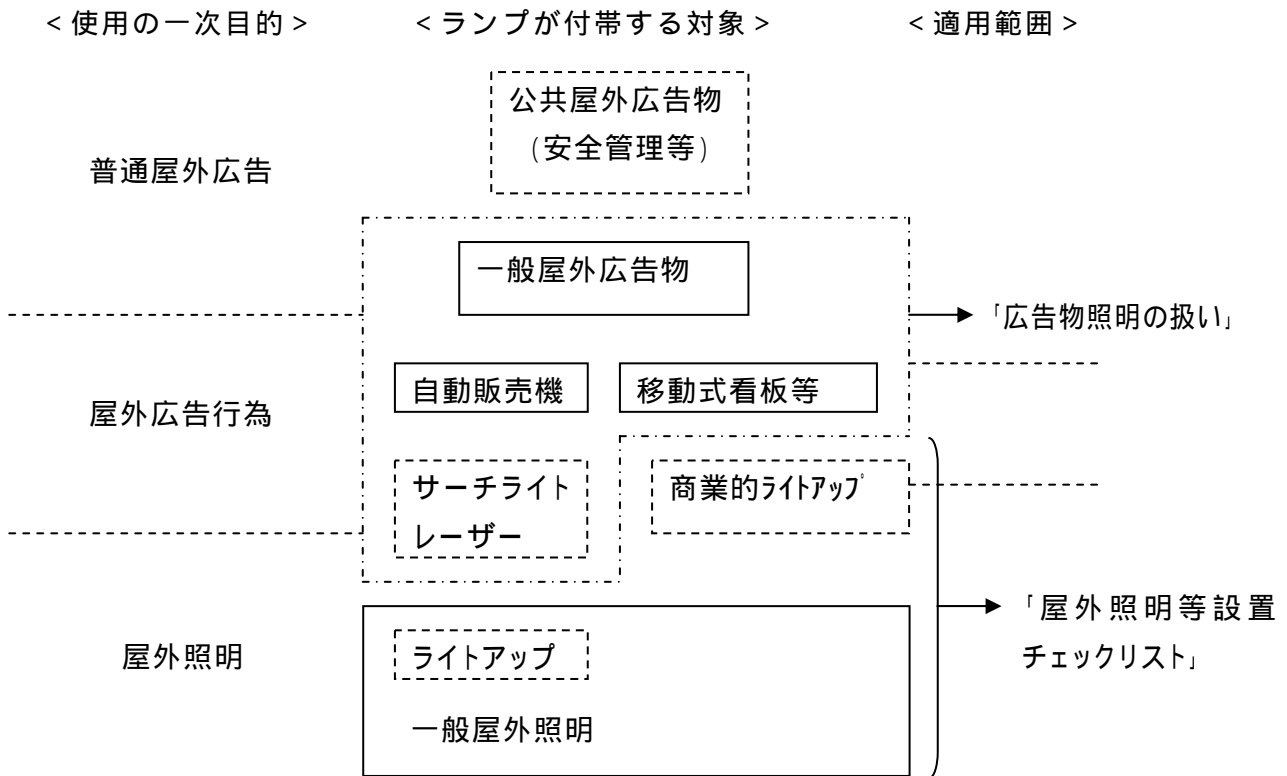 ＜使用の一次目的＞ ＜ランプが付帯する対象＞ ＜適用範囲＞
公共屋外広告物
（安全管理等）
普通屋外広告
一般屋外広告物
「広告物照明の扱い」
自動販売機 移動式看板等
屋外広告行為
サーチライト 商業的ﾗｲﾄｱｯﾌﾟ
レーザー
「屋外照明等設置
チェックリスト」
屋外照明
ライトアップ
一般屋外照明